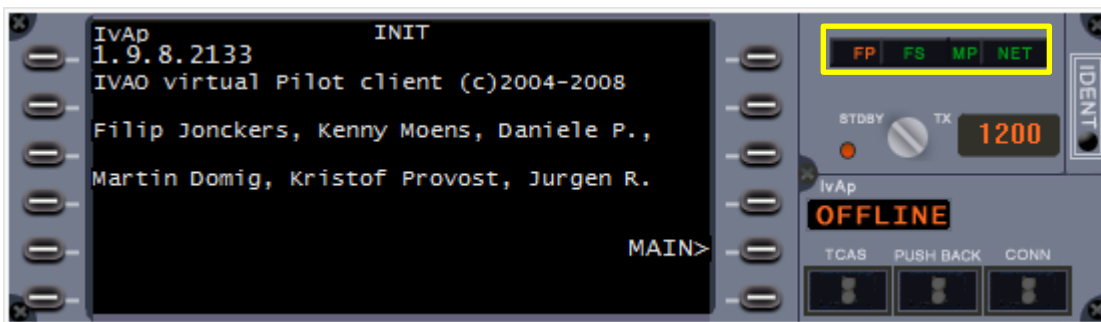 IvAp INIT
1.9.8.2133
IVAO virtual Pilot client (c)2004-2008
Filip Jonckers, Kenny Moens, Daniele P.,
Martin Domig, Kristof Provost, Jurgen R.
MAIN>
FP FS MP NET
IDENT
STDBY TX 1200
IvAp
OFFLINE
TCAS PUSH BACK CONN